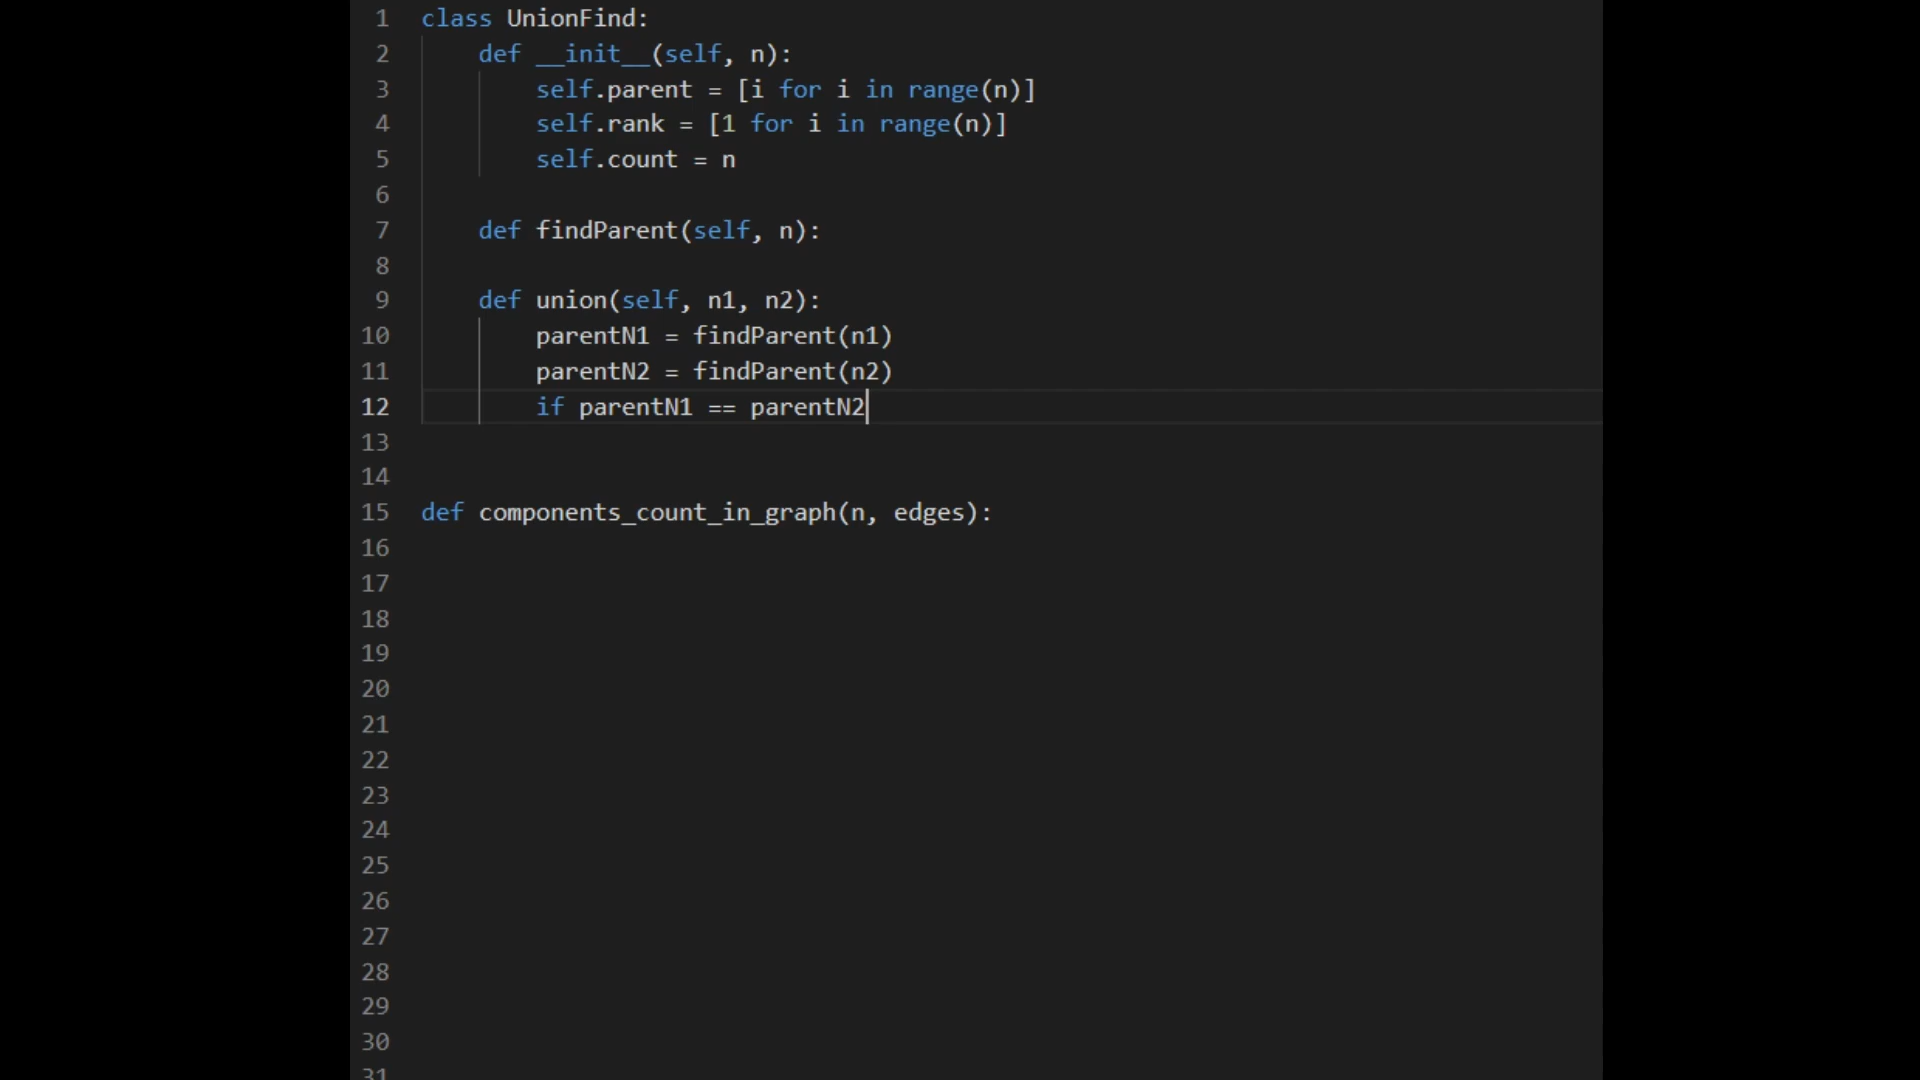 1 class UnionFind:
2 def __init__(self, n):
3 self.parent = [i for i in range(n)]
4 self.rank = [1 for i in range(n)]
5 self.count = n
6
7 def findParent(self, n):
8
9 def union(self, n1, n2):
10 parentN1 = findParent(n1)
11 parentN2 = findParent(n2)
12 if parentN1 == parentN2
13
14
15 def components_count_in_graph(n, edges):
16
17
18
19
20
21
22
23
24
25
26
27
28
29
30
31